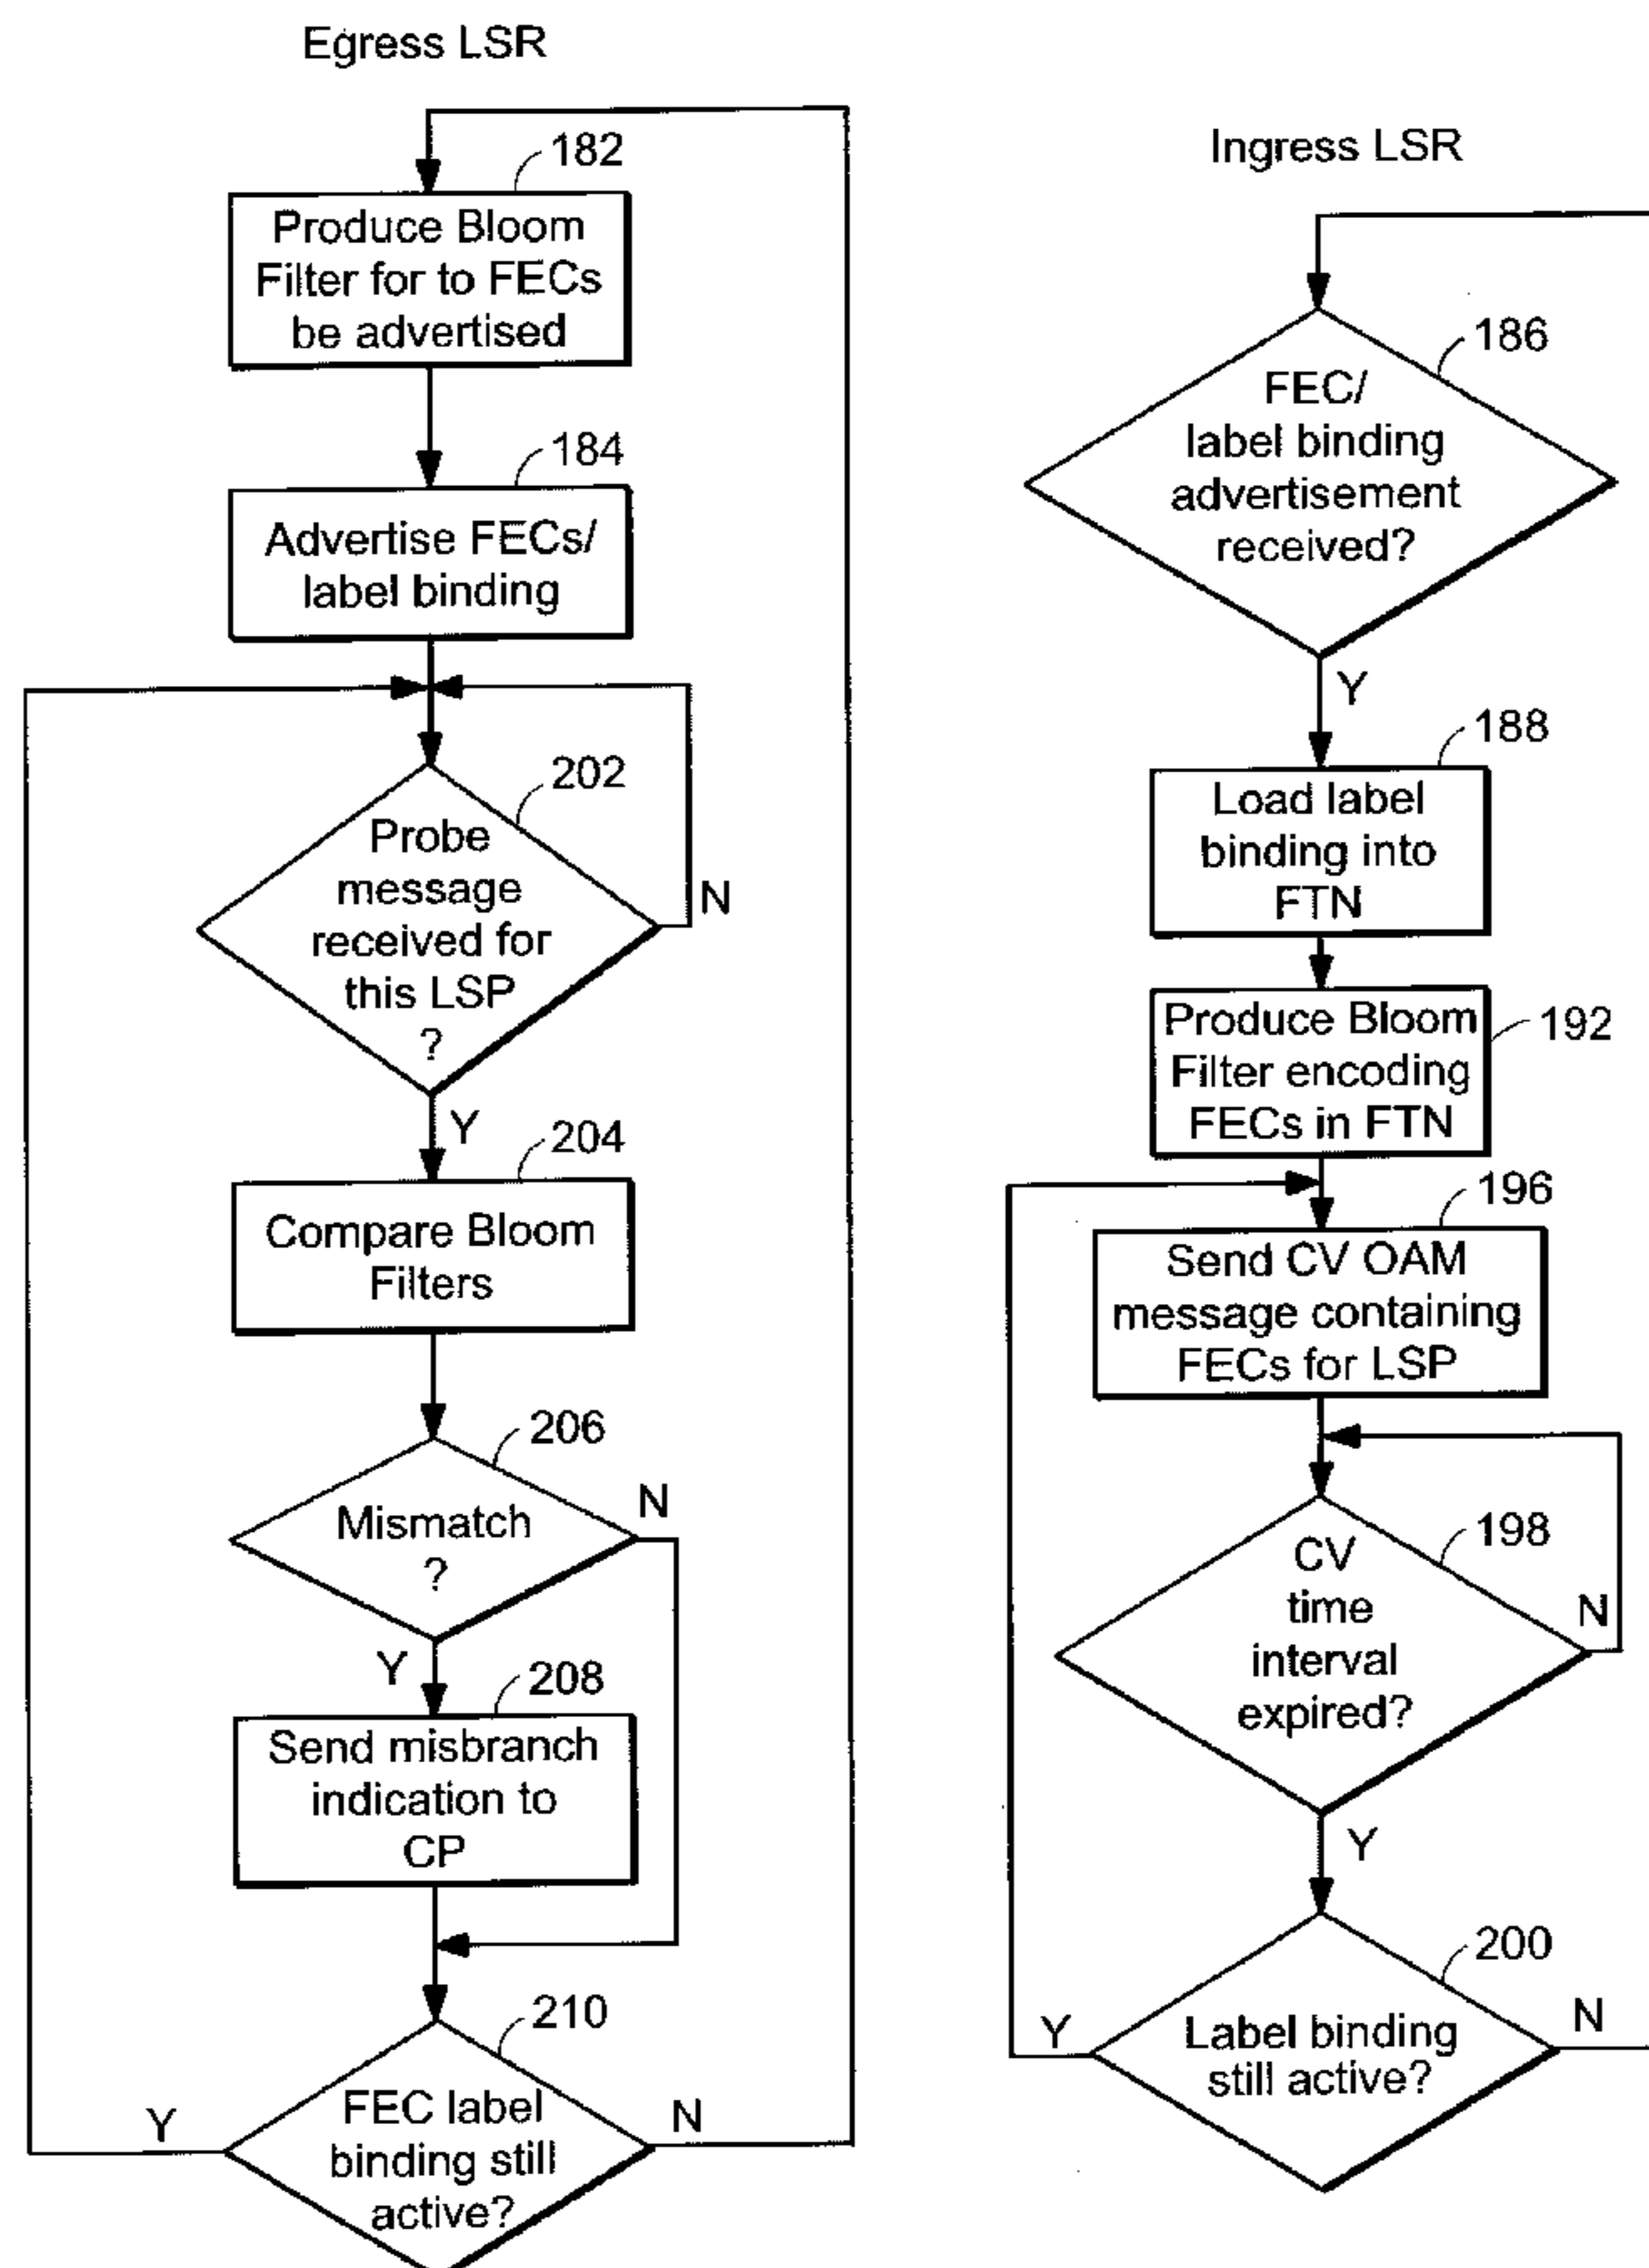 Egress LSR
182
Produce Bloom
Filter for to FECs
be advertised
184
Advertise FECs/
label binding
202
Probe
message
received for
this LSP
?
N
Y
204
Compare Bloom
Filters
206
Mismatch
?
N
Y
208
Send misbranch
indication to
CP
210
FEC label
binding still
active?
Y
N
Ingress LSR
186
FEC/
label binding
advertisement
received?
Y
188
Load label
binding into
FTN
192
Produce Bloom
Filter encoding
FECs in FTN
196
Send CV OAM
message containing
FECs for LSP
198
CV
time
interval
expired?
N
Y
200
Label binding
still active?
Y
N